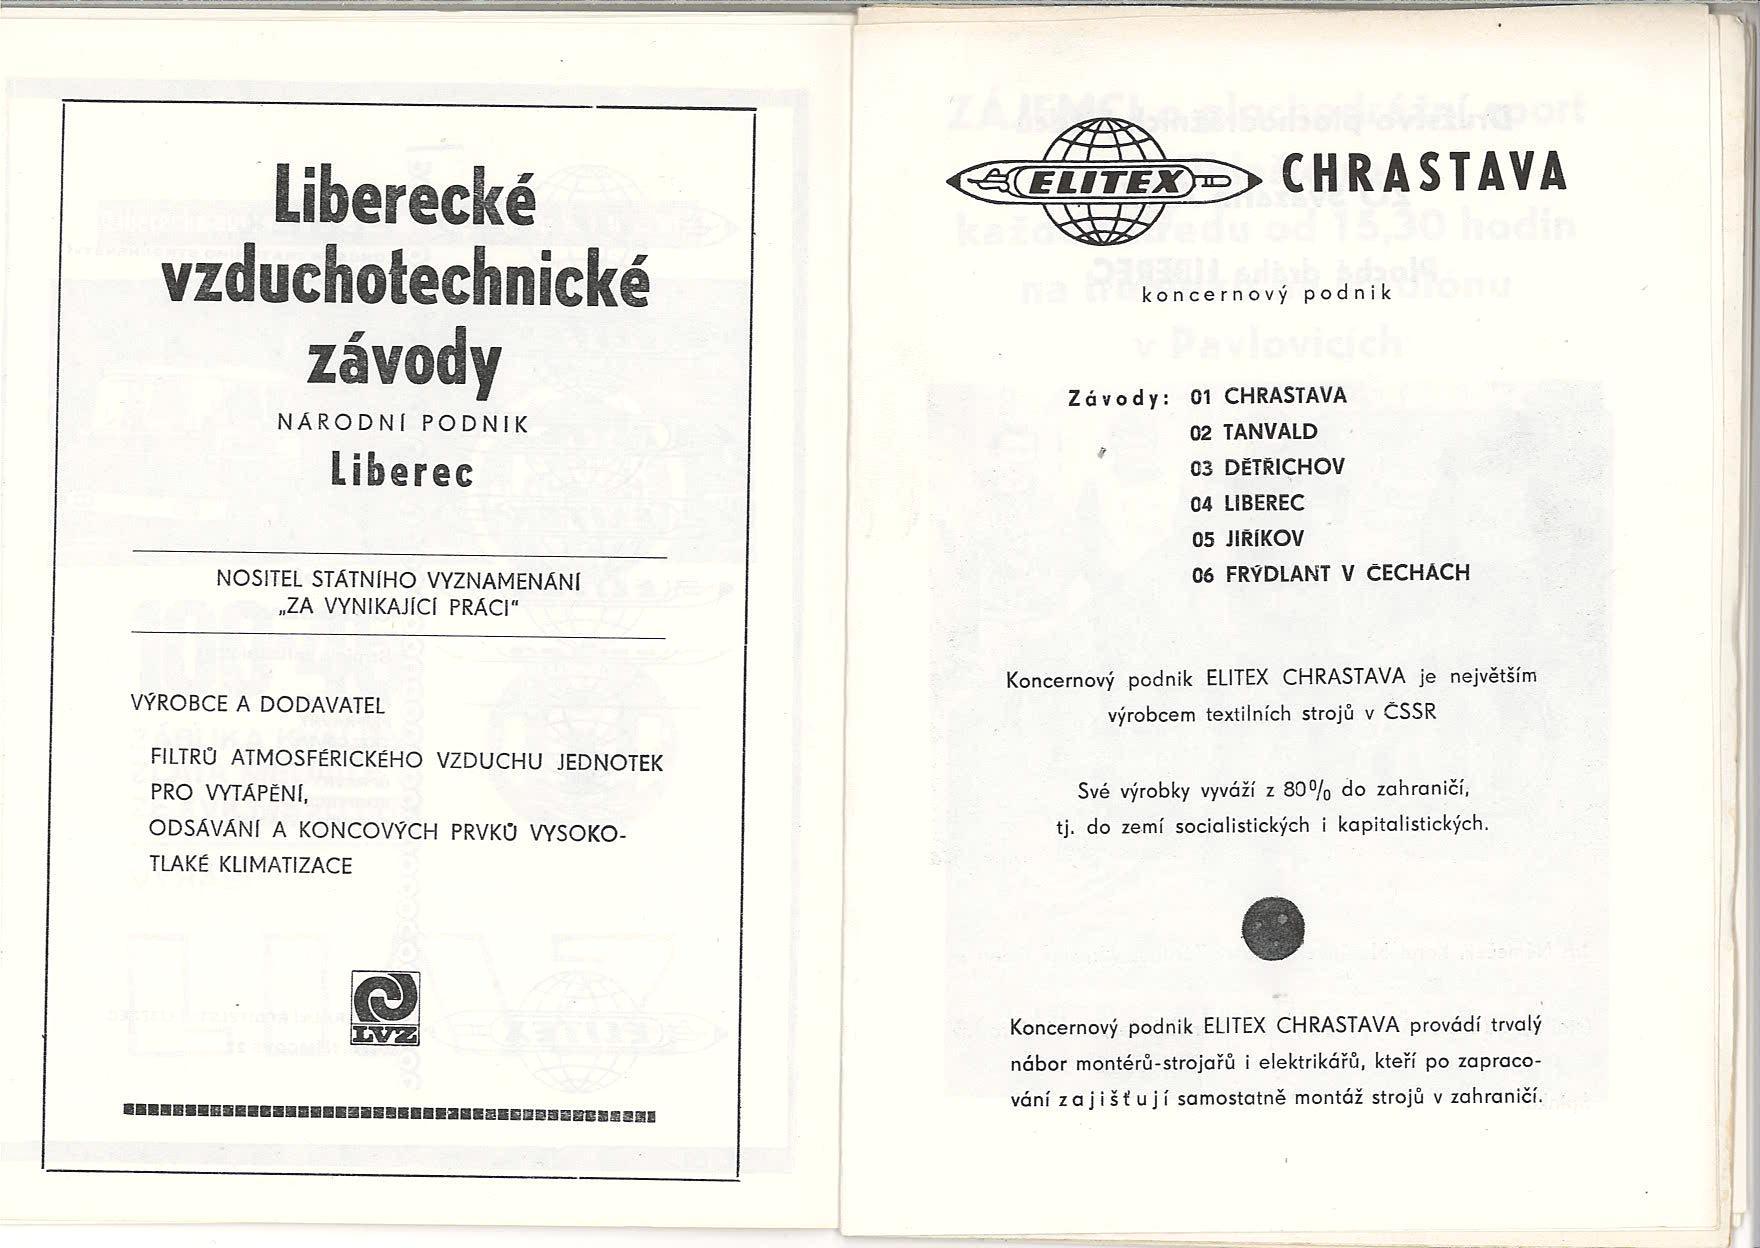 Liberecké
vzduchotechnické
závody
NÁRODNÍ PODNIK
Liberec
NOSITEL STÁTNÍHO VYZNAMENÁNÍ
„ZA VYNIKAJÍCÍ PRÁCI“
VÝROBCE A DODAVATEL
FILTRŮ ATMOSFÉRICKÉHO VZDUCHU JEDNOTEK
PRO VYTÁPĚNÍ,
ODSÁVÁNÍ A KONCOVÝCH PRVKŮ VYSOKO-
TLAKÉ KLIMATIZACE
LVZ
ELITEX CHRASTAVA
koncernový podnik
Závody: 01 CHRASTAVA
02 TANVALD
03 DĚTŘICHOV
04 LIBEREC
05 JIŘÍKOV
06 FRÝDLANT V ČECHÁCH
Koncernový podnik ELITEX CHRASTAVA je největším
výrobcem textilních strojů v ČSSR
Své výrobky vyváží z 80% do zahraničí,
tj. do zemí socialistických i kapitalistických.
Koncernový podnik ELITEX CHRASTAVA provádí trvalý
nábor montérů-strojařů i elektrikářů, kteří po zapraco-
vání zajišťují samostatně montáž strojů v zahraničí.